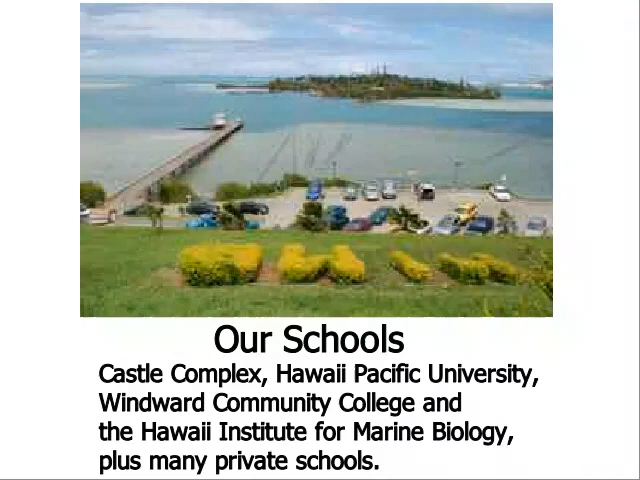 Our Schools
Castle Complex, Hawaii Pacific University,
Windward Community College and
the Hawaii Institute for Marine Biology,
plus many private schools.